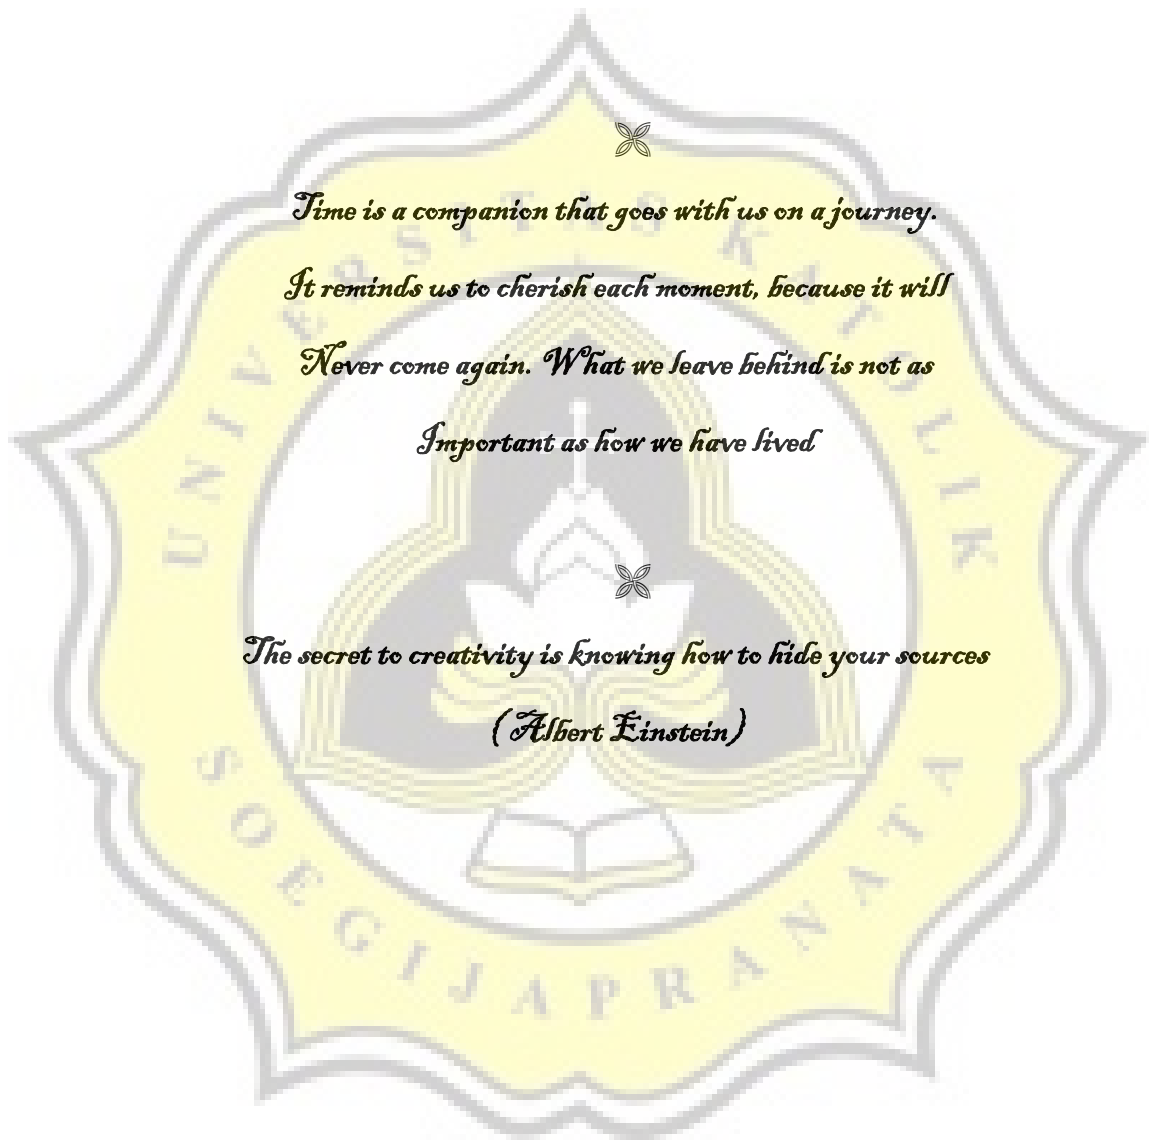 Time is a companion that goes with us on a journey.
It reminds us to cherish each moment, because it will
Never come again. What we leave behind is not as
Important as how we have lived
The secret to creativity is knowing how to hide your sources
(Albert Einstein)
UNIVERSITAS KATOLIK
SOEGIJAPRANATA